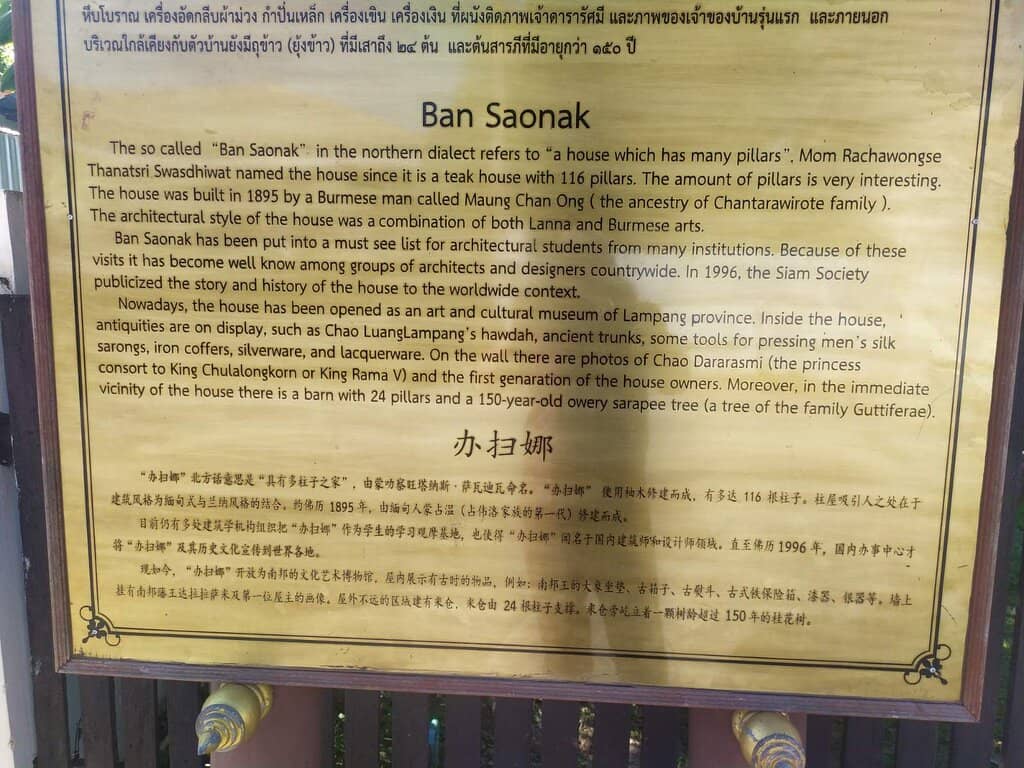 หีบโบราณ เครื่องอัดกลีบผ้าม่วง กำปั่นเหล็ก เครื่องเขิน เครื่องเงิน ที่ผนังติดภาพเจ้าดารารัศมี และภาพของเจ้าของบ้านรุ่นแรก และภายนอก
บริเวณใกล้เคียงกับตัวบ้านยังมีถุข้าว (ยุ้งข้าว) ที่มีเสาถึง ๒๔ ต้น และต้นสารภีที่มีอายุกว่า ๑๕๐ ปี
Ban Saonak
The so called “Ban Saonak” in the northern dialect refers to “a house which has many pillars”. Mom Rachawongse
Thanatsri Swasdhiwat named the house since it is a teak house with 116 pillars. The amount of pillars is very interesting.
The house was built in 1895 by a Burmese man called Maung Chan Ong ( the ancestry of Chantarawirote family ).
The architectural style of the house was a combination of both Lanna and Burmese arts.
Ban Saonak has been put into a must see list for architectural students from many institutions. Because of these
visits it has become well know among groups of architects and designers countrywide. In 1996, the Siam Society
publicized the story and history of the house to the worldwide context.
Nowadays, the house has been opened as an art and cultural museum of Lampang province. Inside the house,
antiquities are on display, such as Chao LuangLampang's hawdah, ancient trunks, some tools for pressing men's silk
sarongs, iron coffers, silverware, and lacquerware. On the wall there are photos of Chao Dararasmi (the princess
consort to King Chulalongkorn or King Rama V) and the first genaration of the house owners. Moreover, in the immediate
vicinity of the house there is a barn with 24 pillars and a 150-year-old owery sarapee tree (a tree of the family Guttiferae).
办扫娜
“办扫娜”北方话意思是“具有多柱子之家”，由蒙叻察旺塔纳斯·萨瓦迪瓦命名。“办扫娜” 使用柚木修建而成，有多达 116 根柱子。柱屋吸引人之处在于
建筑风格为缅甸式与兰纳风格的结合。约佛历 1895 年，由缅甸人蒙占温（占伟洛家族的第一代）修建而成。
目前仍有多处建筑学机构组织把“办扫娜”作为学生的学习观摩基地，也使得“办扫娜”闻名于国内建筑师和设计师领域。直至佛历 1996 年，国内办事中心才
将“办扫娜”及其历史文化宣传到世界各地。
现如今，“办扫娜”开放为南邦的文化艺术博物馆，屋内展示有古时的物品，例如：南邦王的大象坐垫、古箱子、古熨斗、古式铁保险箱、漆器、银器等。墙上
挂有南邦藩王达拉拉萨米及第一位屋主的画像。屋外不远的区域建有米仓，米仓由 24 根柱子支撑。米仓旁屹立着一颗树龄超过 150 年的桂花树。